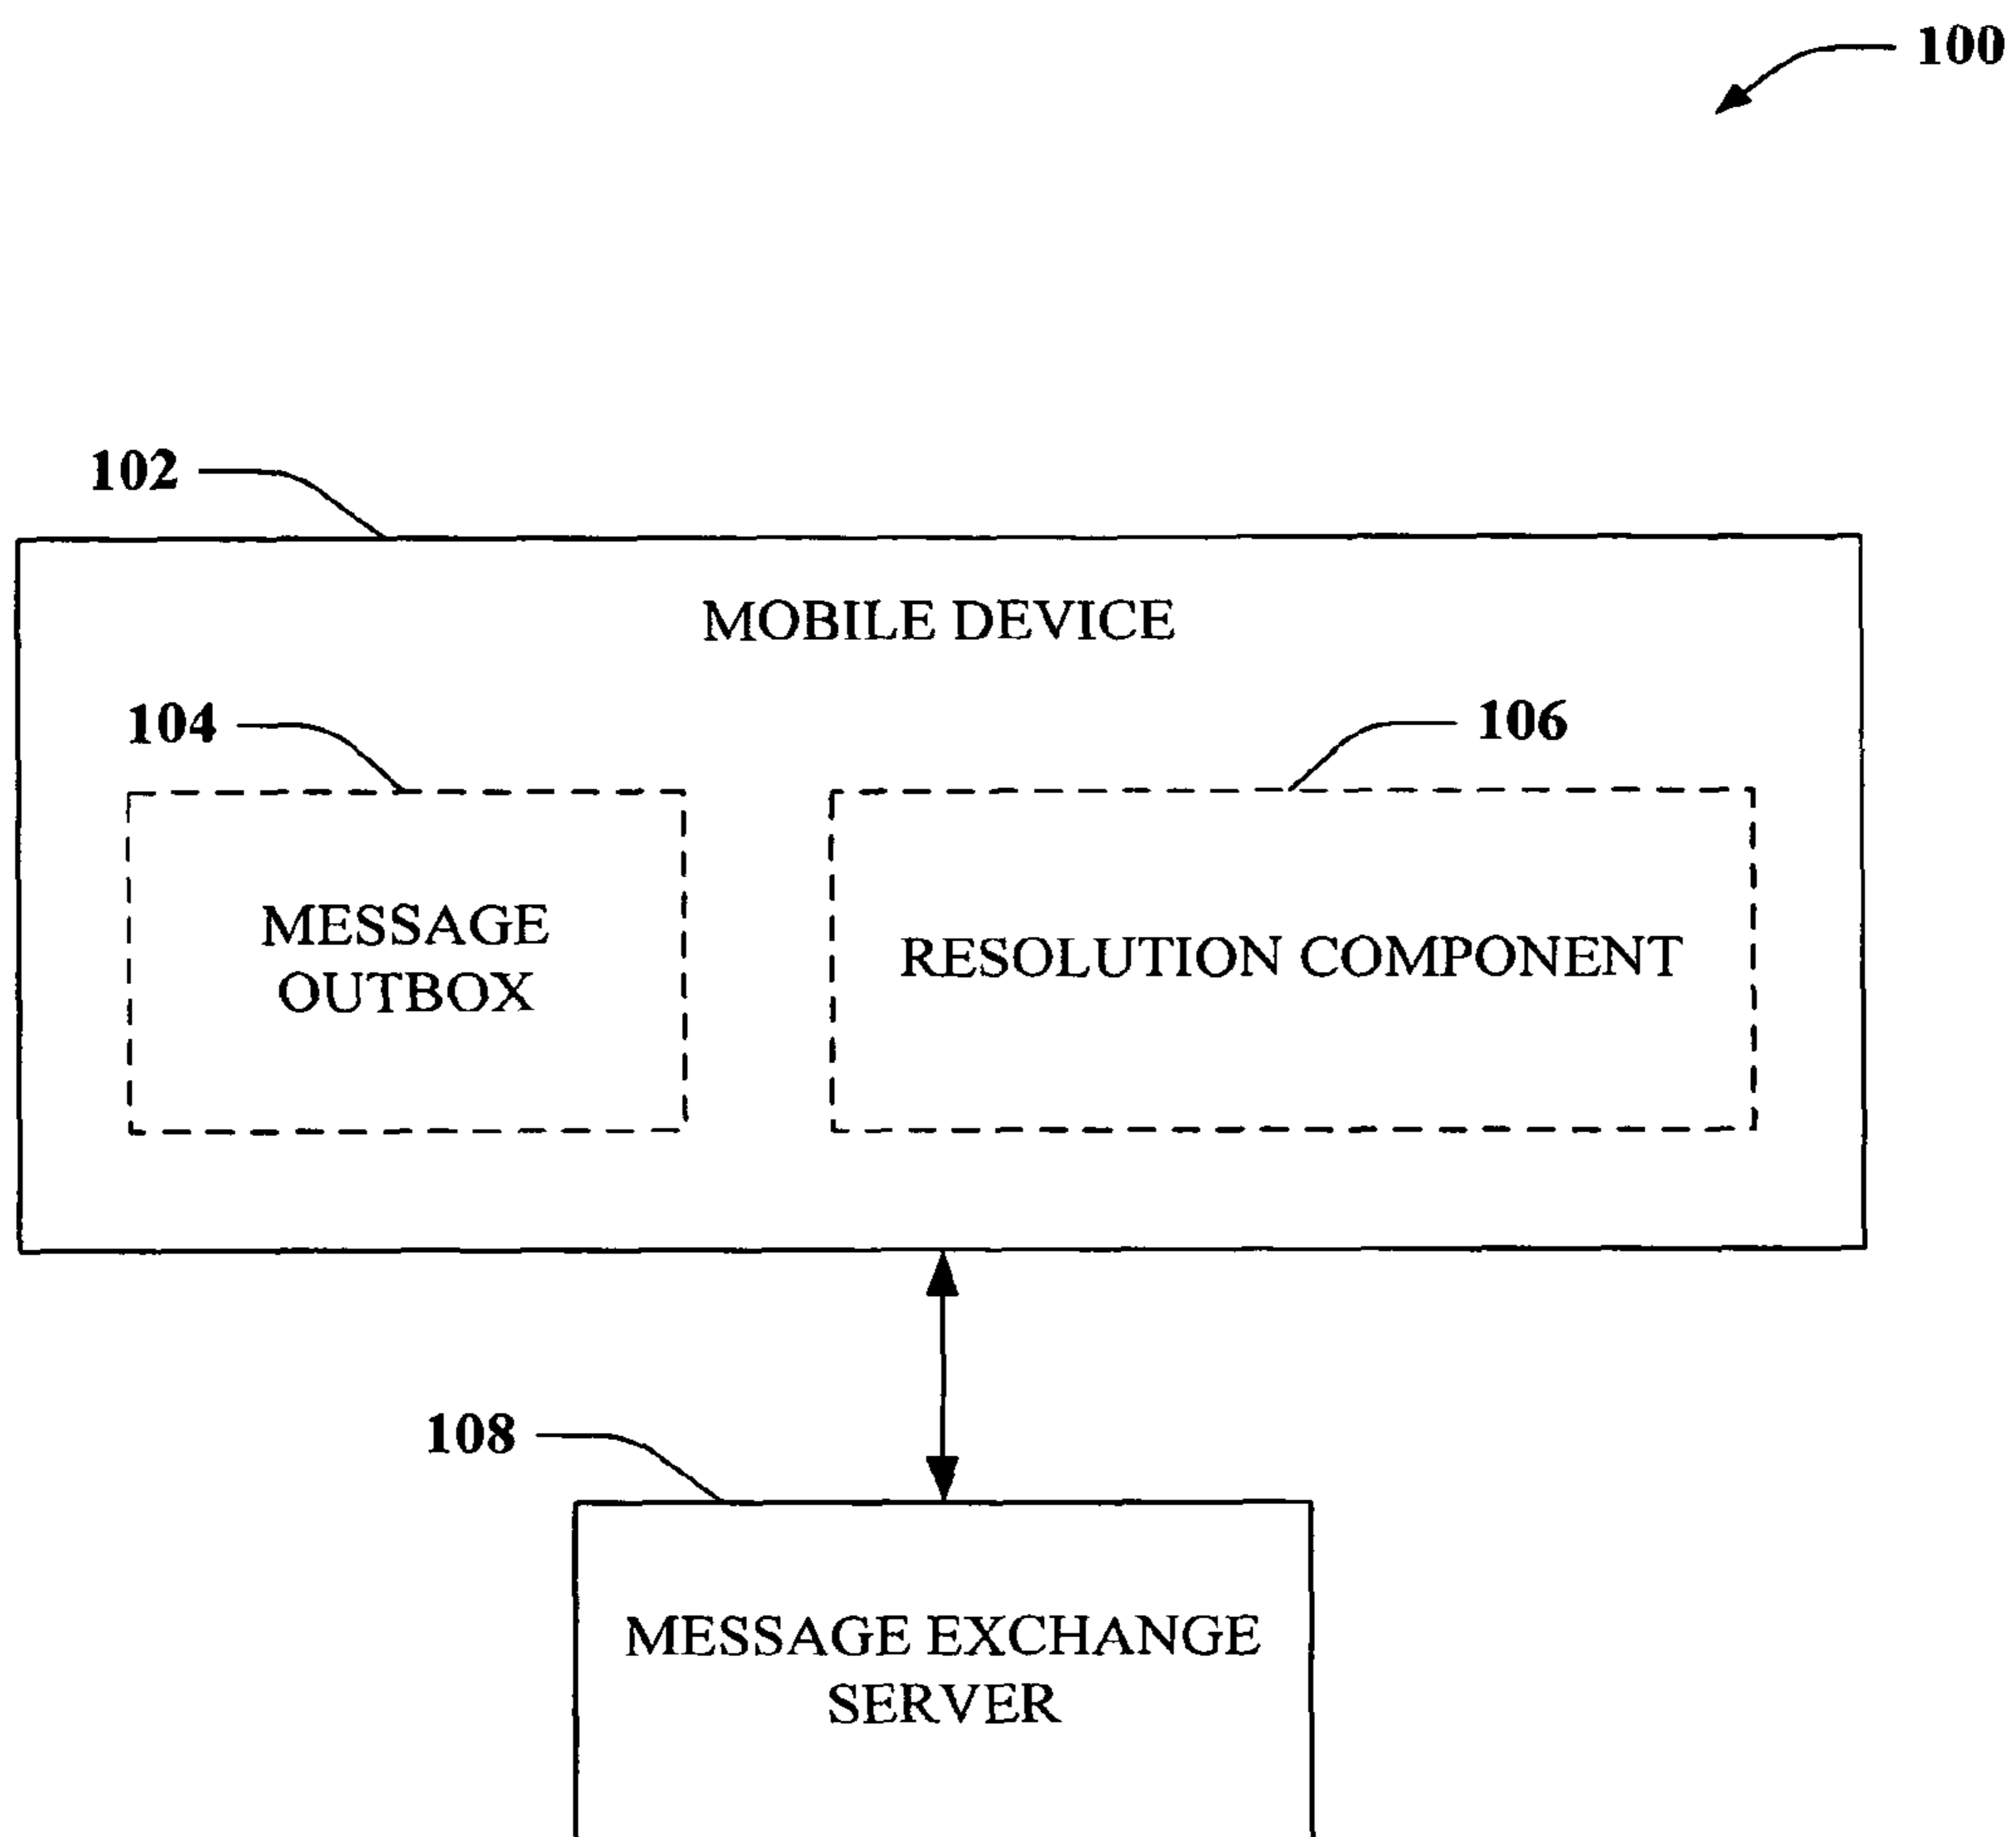 100
102
MOBILE DEVICE
104
106
MESSAGE
OUTBOX
RESOLUTION COMPONENT
108
MESSAGE EXCHANGE
SERVER